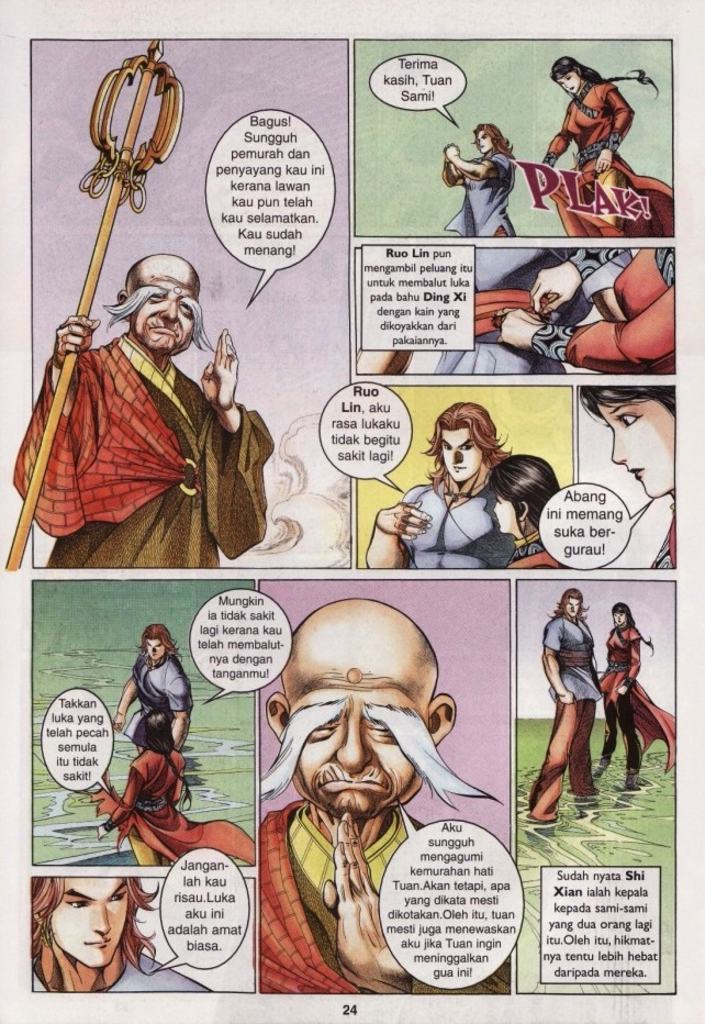 Bagus!
Sungguh
pemurah dan
penyayang kau ini
kerana lawan
kau pun telah
kau selamatkan.
Kau sudah
menang!
Terima
kasih, Tuan
Sami!
PLAK!
Ruo Lin pun
mengambil peluang itu
untuk membalut luka
pada bahu Ding Xi
dengan kain yang
dikoyakkan dari
pakaiannya.
Ruo
Lin, aku
rasa lukaku
tidak begitu
sakit lagi!
Abang
ini memang
suka ber-
gurau!
Mungkin
ia tidak sakit
lagi kerana kau
telah membalut-
nya dengan
tanganmu!
Takkan
luka yang
telah pecah
semula
itu tidak
sakit!
Jangan-
lah kau
risau.Luka
aku ini
adalah amat
biasa.
Aku
sungguh
mengagumi
kemurahan hati
Tuan.Akan tetapi, apa
yang dikata mesti
dikotakan.Oleh itu, tuan
mesti juga menewaskan
aku jika Tuan ingin
meninggalkan
gua ini!
Sudah nyata Shi
Xian ialah kepala
kepada sami-sami
yang dua orang lagi
itu.Oleh itu, hikmat-
nya tentu lebih hebat
daripada mereka.
24